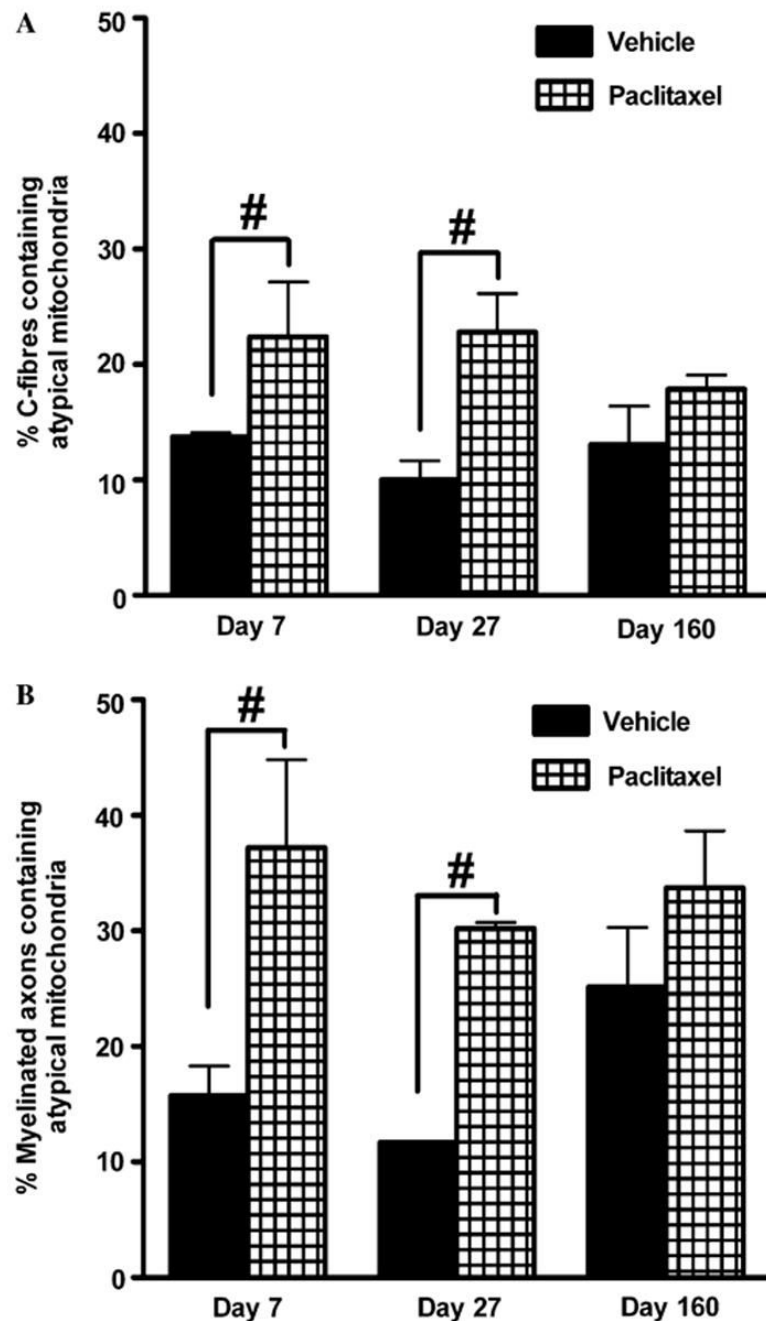 A
50
40
30
20
10
0
% C-fibres containing
atypical mitochondria
Vehicle
Paclitaxel
#
#
Day 7
Day 27
Day 160
B
50
40
30
20
10
0
% Myelinated axons containing
atypical mitochondria
Vehicle
Paclitaxel
#
#
Day 7
Day 27
Day 160